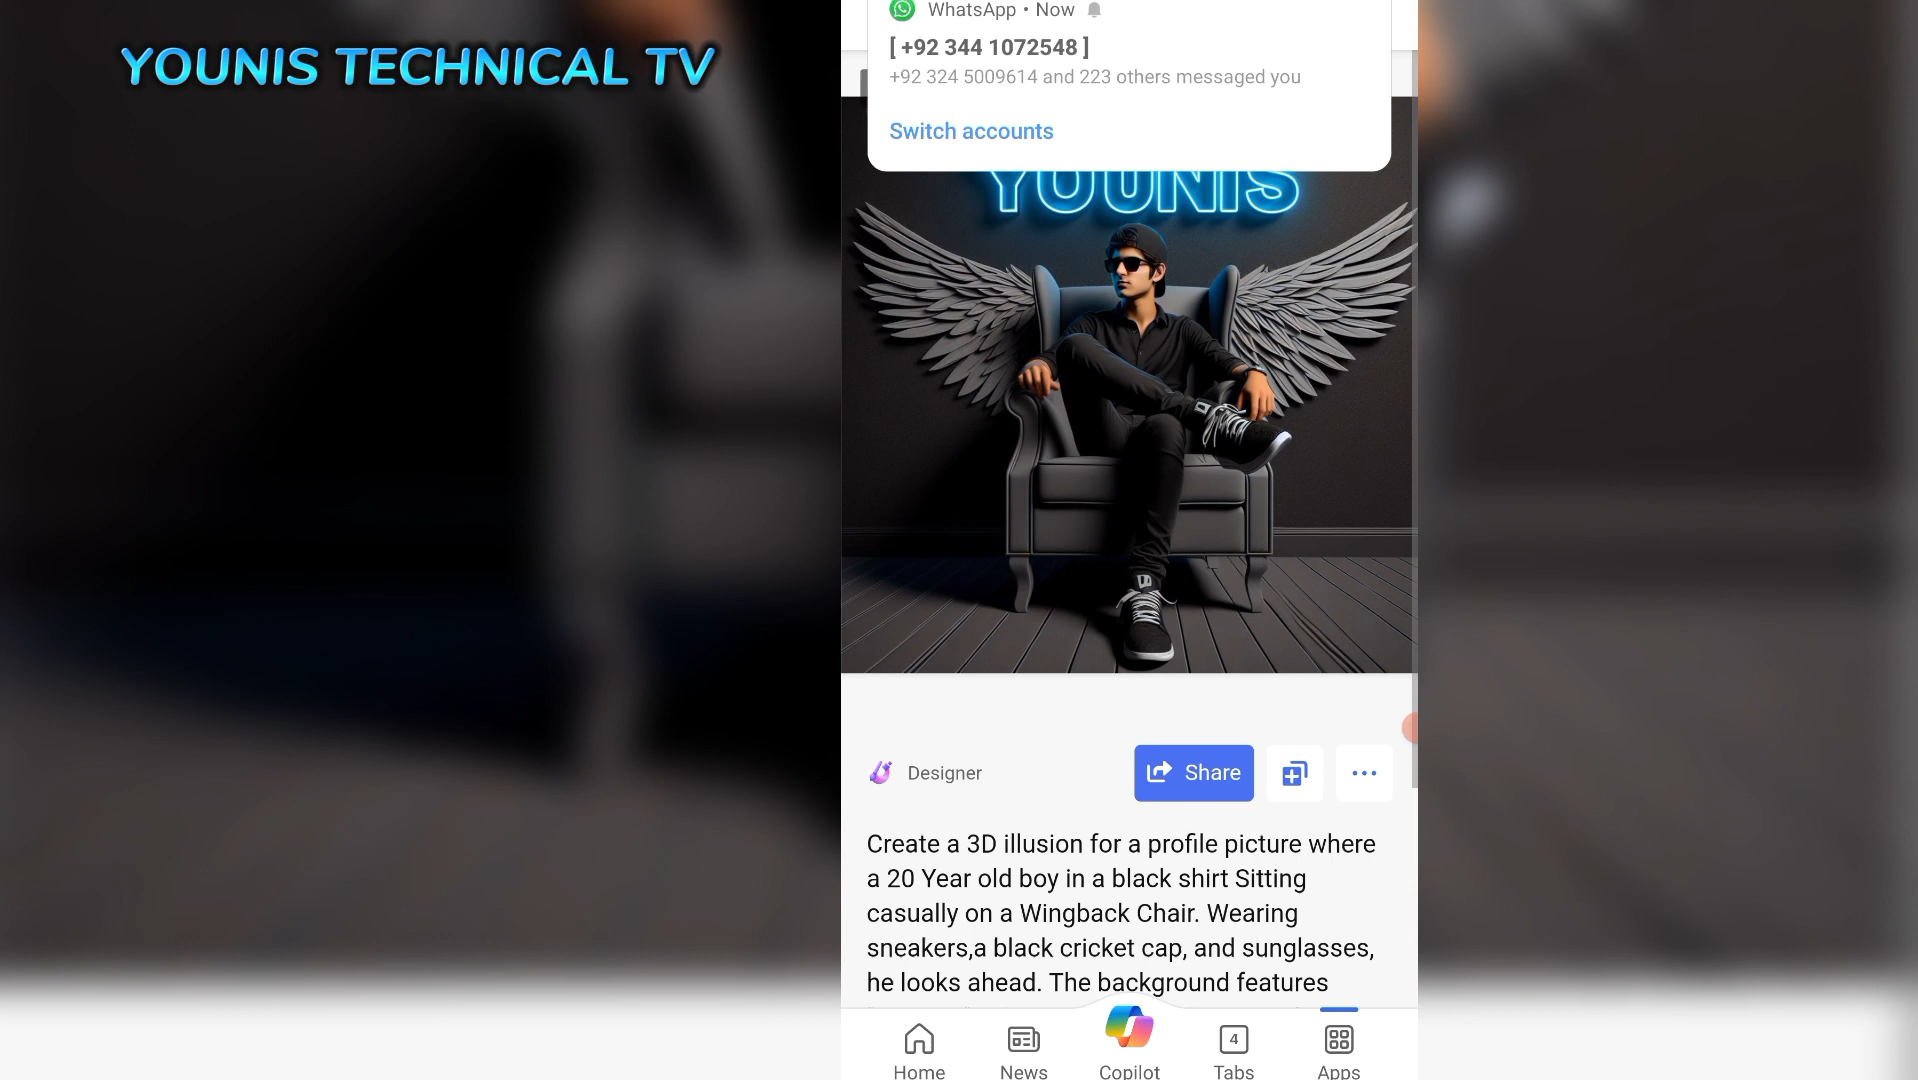 YOUNIS TECHNICAL TV
WhatsApp • Now
[ +92 344 1072548 ]
+92 324 5009614 and 223 others messaged you
Switch accounts
YOUNIS
Designer
Share
Create a 3D illusion for a profile picture where
a 20 Year old boy in a black shirt Sitting
casually on a Wingback Chair. Wearing
sneakers,a black cricket cap, and sunglasses,
he looks ahead. The background features
4
Home
News
Copilot
Tabs
Apps